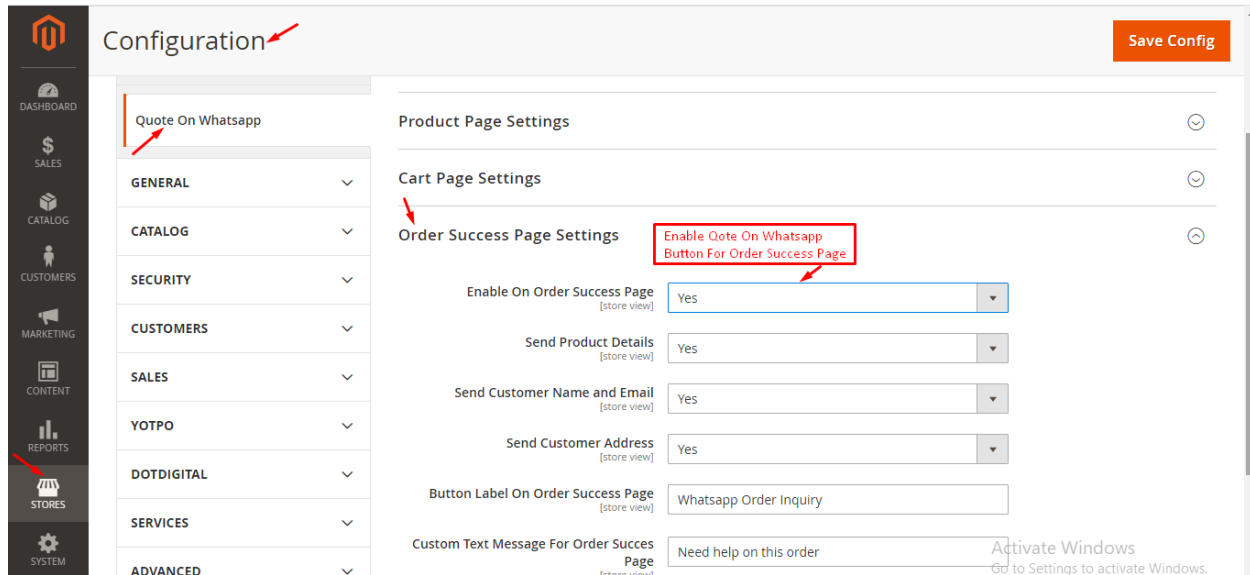 Configuration
Save Config
DASHBOARD
SALES
CATALOG
CUSTOMERS
MARKETING
CONTENT
REPORTS
STORES
SYSTEM
Quote On Whatsapp
GENERAL
CATALOG
SECURITY
CUSTOMERS
SALES
YOTPO
DOTDIGITAL
SERVICES
ADVANCED
Product Page Settings
Cart Page Settings
Order Success Page Settings
Enable Qote On Whatsapp
Button For Order Success Page
Enable On Order Success Page
[store view]
Yes
Send Product Details
[store view]
Yes
Send Customer Name and Email
[store view]
Yes
Send Customer Address
[store view]
Yes
Button Label On Order Success Page
[store view]
Whatsapp Order Inquiry
Custom Text Message For Order Succes
Page
[store view]
Need help on this order
Activate Windows
Go to Settings to activate Windows.